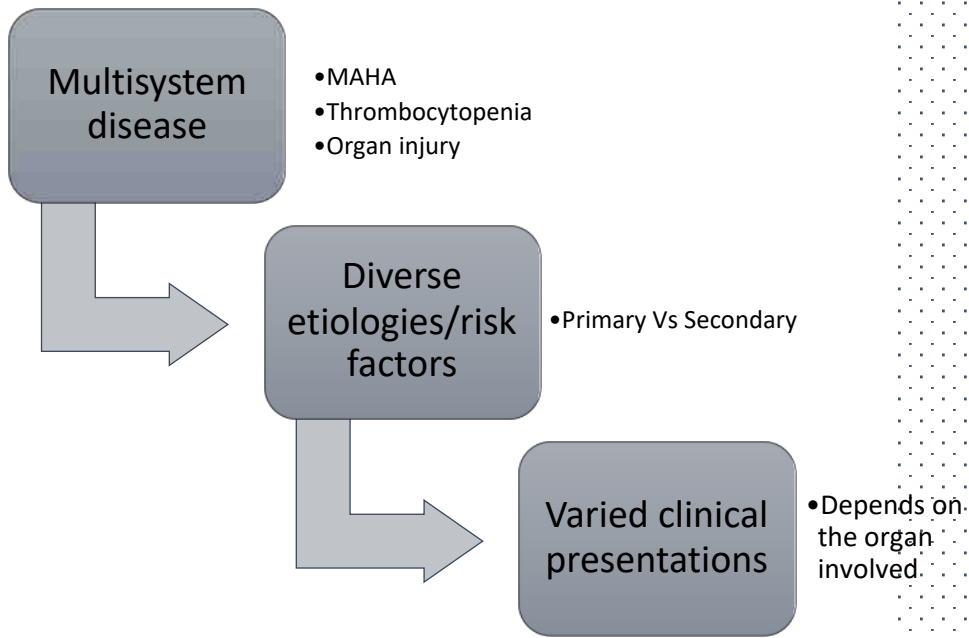 Multisystem
disease
•MAHA
•Thrombocytopenia
•Organ injury
Diverse
etiologies/risk
factors
•Primary Vs Secondary
Varied clinical
presentations
•Depends on
the organ
involved